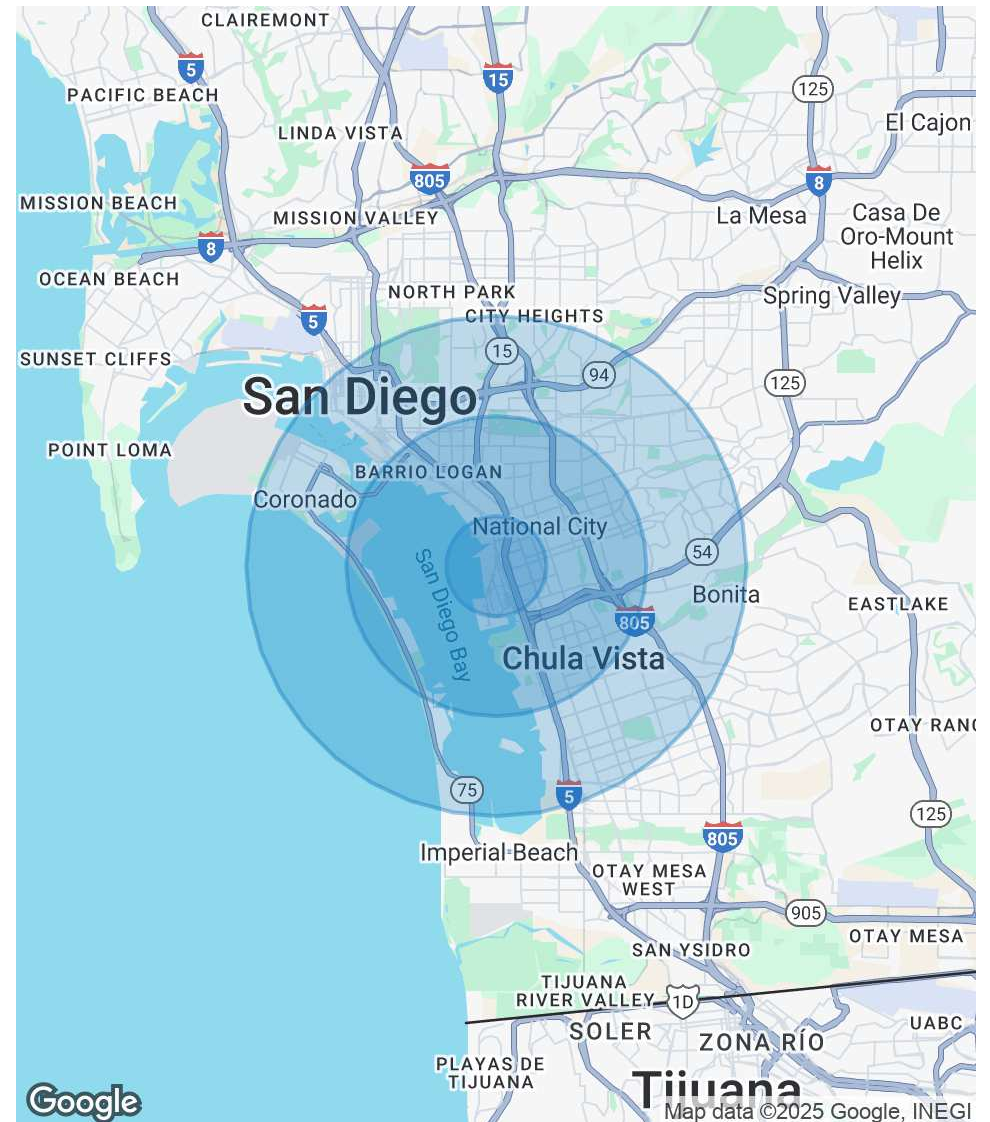 CLAIREMONT
5
15
PACIFIC BEACH
125
El Cajon
LINDA VISTA
805
8
MISSION BEACH
MISSION VALLEY
La Mesa
Casa De
Oro-Mount
Helix
8
OCEAN BEACH
NORTH PARK
Spring Valley
CITY HEIGHTS
5
15
SUNSET CLIFFS
94
125
San Diego
POINT LOMA
BARRIO LOGAN
Coronado
National City
54
San Diego Bay
Bonita
EASTLAKE
805
Chula Vista
OTAY RANC
75
5
125
805
Imperial Beach
OTAY MESA
WEST
905
OTAY MESA
SAN YSIDRO
TIJUANA
RIVER VALLEY
1D
SOLER
ZONA RÍO
UABC
PLAYAS DE
TIJUANA
Tijuana
Google
Map data ©2025 Google, INEGI